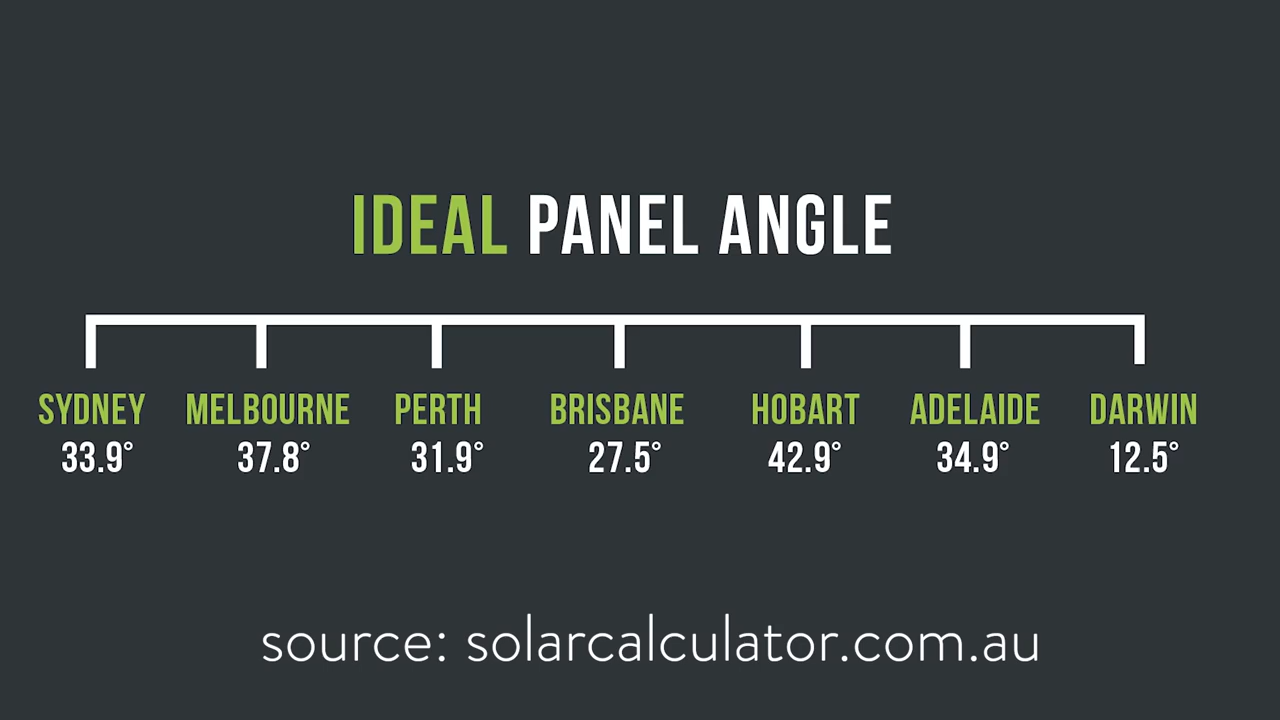 IDEAL PANEL ANGLE
SYDNEY MELBOURNE PERTH BRISBANE HOBART ADELAIDE DARWIN
33.9° 37.8° 31.9° 27.5° 42.9° 34.9° 12.5°
source: solarcalculator.com.au